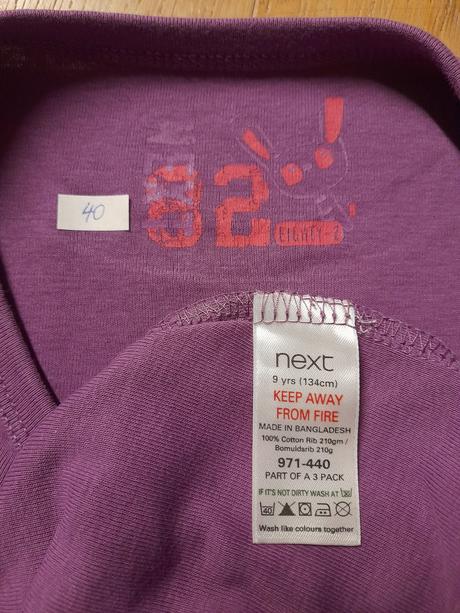 40
82
EIGHTY-2
next
9 yrs (134cm)
KEEP AWAY
FROM FIRE
MADE IN BANGLADESH
100% Cotton Rib 210gm /
Bomuldsrib 210g
971-440
PART OF A 3 PACK
IF IT'S NOT DIRTY WASH AT
40
Wash like colours together